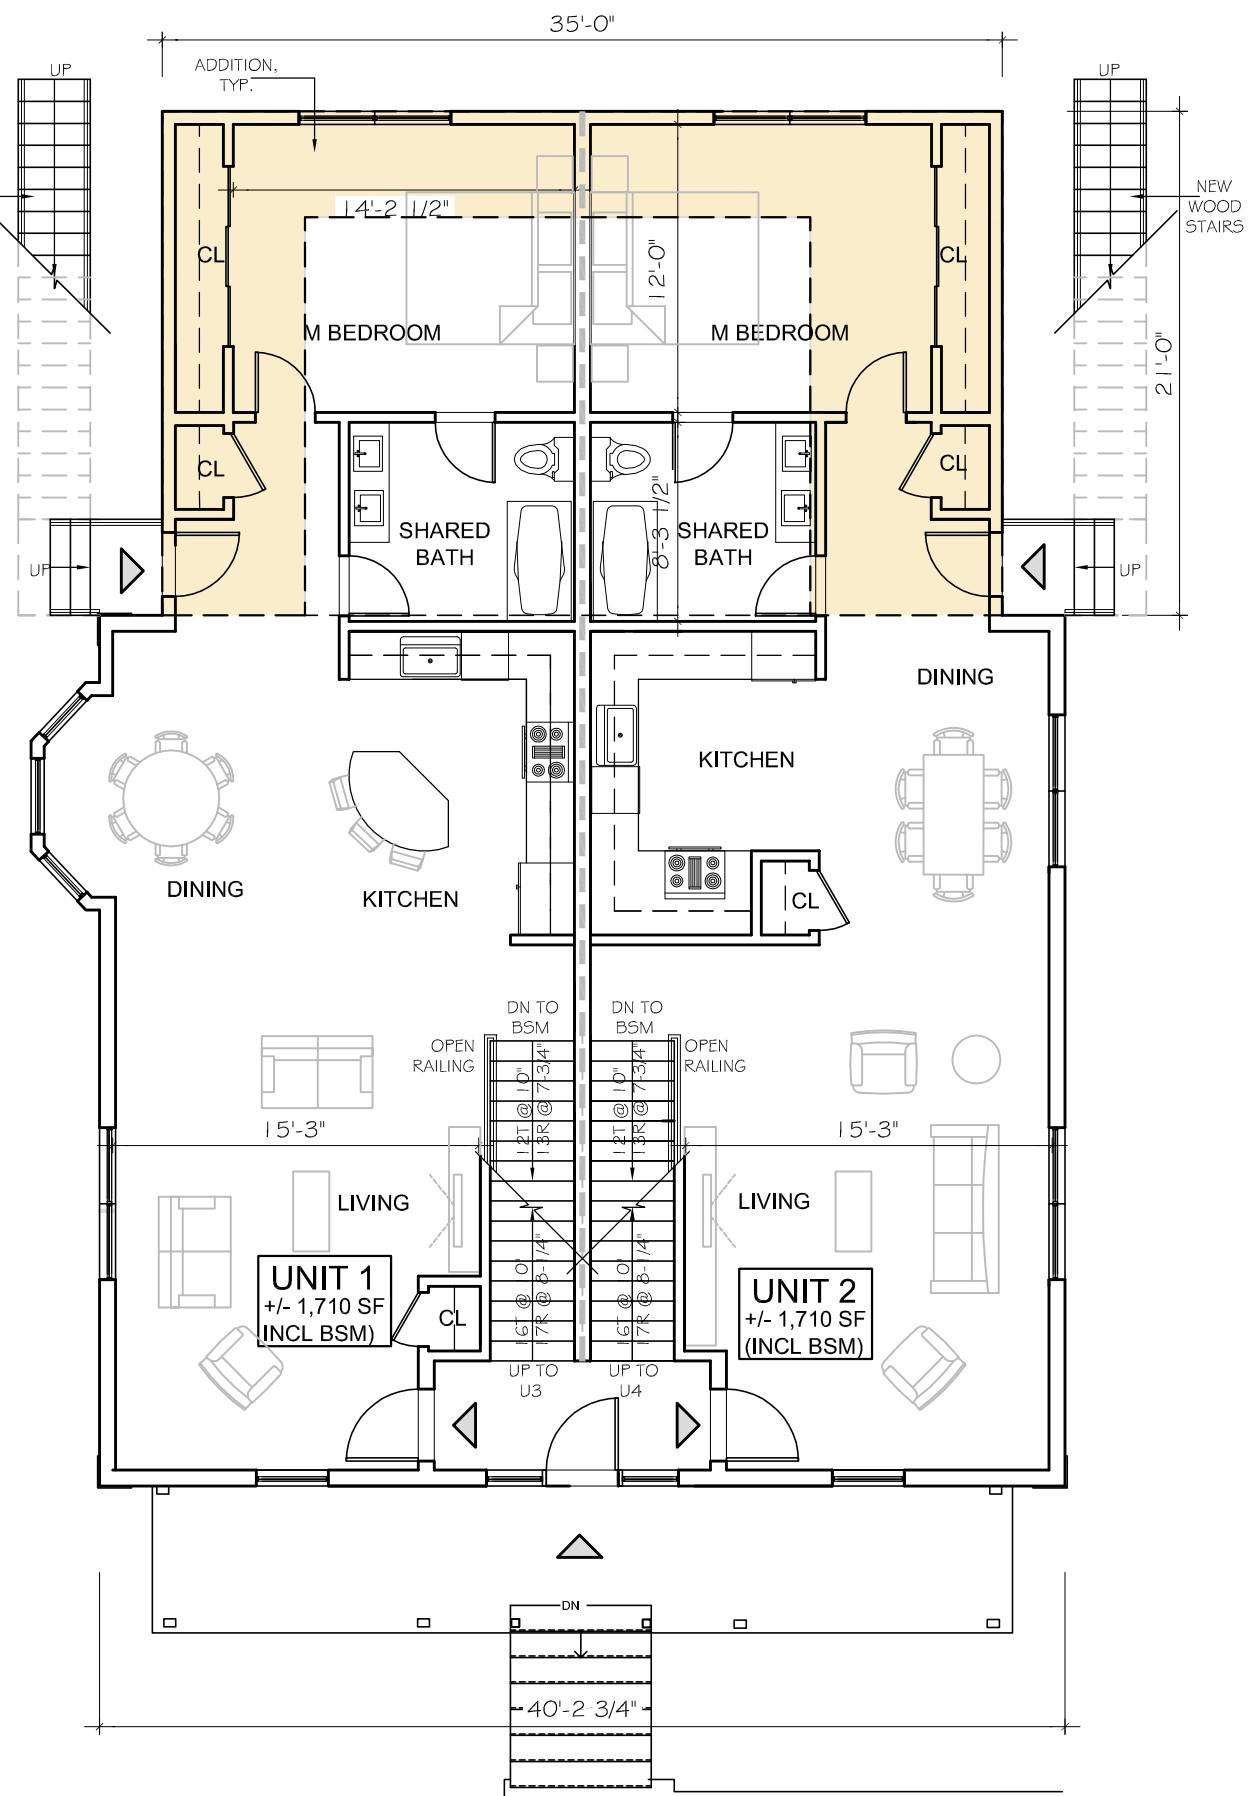 35'-0"
ADDITION,
TYP.
UP
UP
NEW
WOOD
STAIRS
14'-2 1/2"
12'-0"
21'-0"
CL
CL
M BEDROOM
M BEDROOM
CL
CL
8'-3 1/2"
SHARED
BATH
SHARED
BATH
UP
UP
DINING
KITCHEN
DINING
KITCHEN
CL
DN TO
BSM
DN TO
BSM
OPEN
RAILING
OPEN
RAILING
12T @ 10"
13R @ 7-3/4"
12T @ 10"
13R @ 7-3/4"
15'-3"
15'-3"
LIVING
LIVING
UNIT 1
+/- 1,710 SF
(INCL BSM)
UNIT 2
+/- 1,710 SF
(INCL BSM)
CL
17R @ 8-1/4"
17R @ 8-1/4"
UP TO
U3
UP TO
U4
DN
40'-2 3/4"